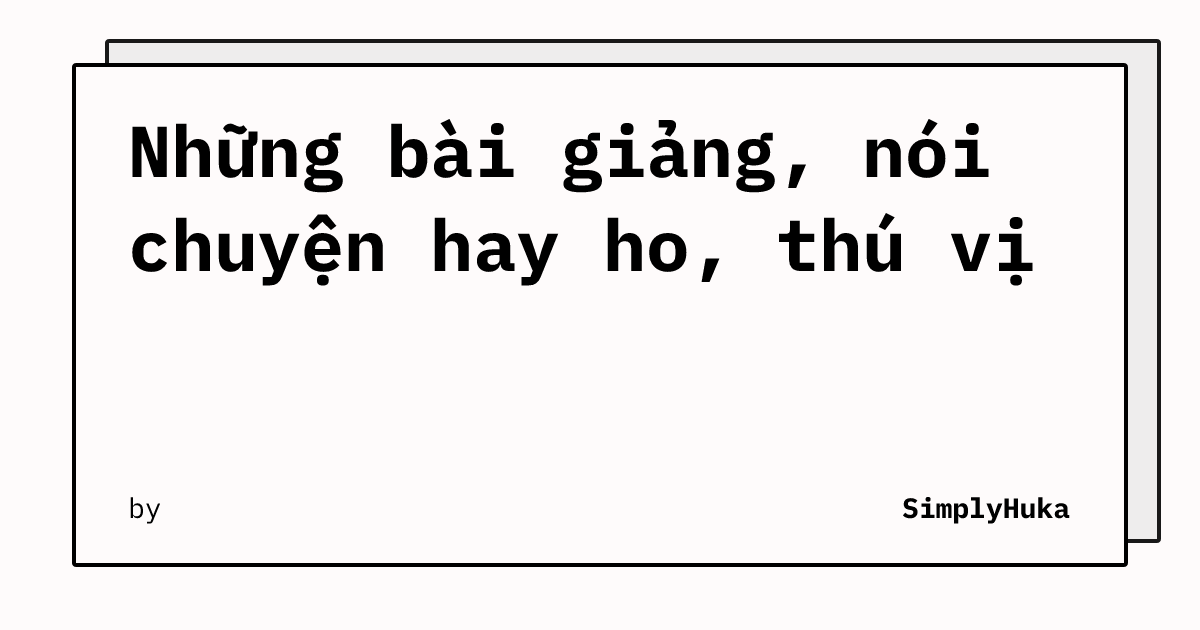 Những bài giảng, nói
chuyện hay ho, thú vị
by
SimplyHuka